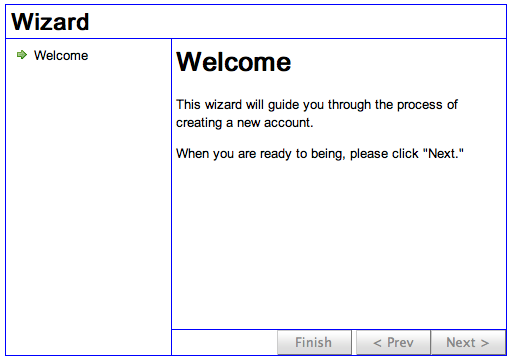 Wizard
Welcome
Welcome
This wizard will guide you through the process of
creating a new account.
When you are ready to being, please click "Next."
Finish
< Prev
Next >